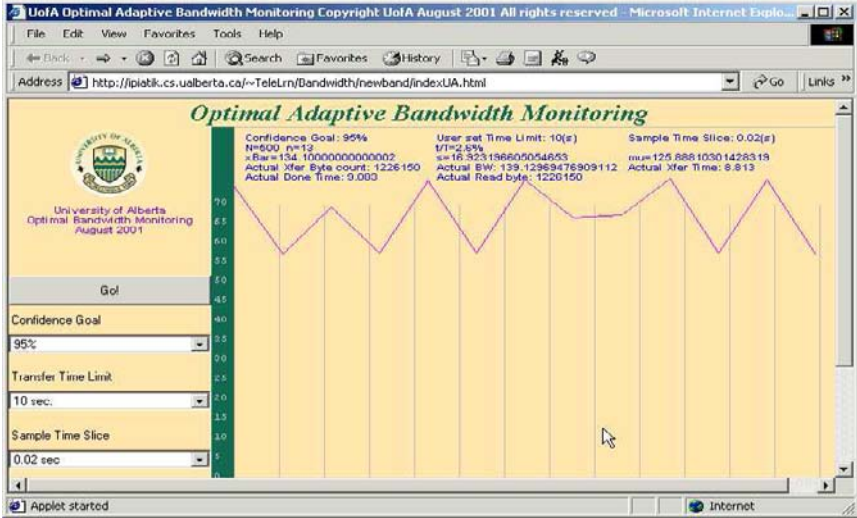 UofA Optimal Adaptive Bandwidth Monitoring Copyright UofA August 2001 All rights reserved - Microsoft Internet Explo...
File Edit View Favorites Tools Help
Back Search Favorites History
Address http://ipiatik.cs.ualberta.ca/~TeleLrn/Bandwidth/newband/indexUA.html Go Links »
Optimal Adaptive Bandwidth Monitoring
Confidence Goal: 95% User set Time Limit: 10(s) Sample Time Slice: 0.02(s)
N=500 n=13 t/T=2.6%
xBar=134.10000000000002 s=16.923196605054653 mu=125.88810301428319
Actual Xfer Byte count: 1226150 Actual BW: 139.12969476909112 Actual Xfer Time: 8.813
Actual Done Time: 9.003 Actual Read byte: 1226150
UNIVERSITY OF ALBERTA
University of Alberta
Optimal Bandwidth Monitoring
August 2001
70
65
60
55
50
45
40
35
30
25
20
15
10
5
0
Go!
Confidence Goal
95%
Transfer Time Limit
10 sec.
Sample Time Slice
0.02 sec
Applet started Internet